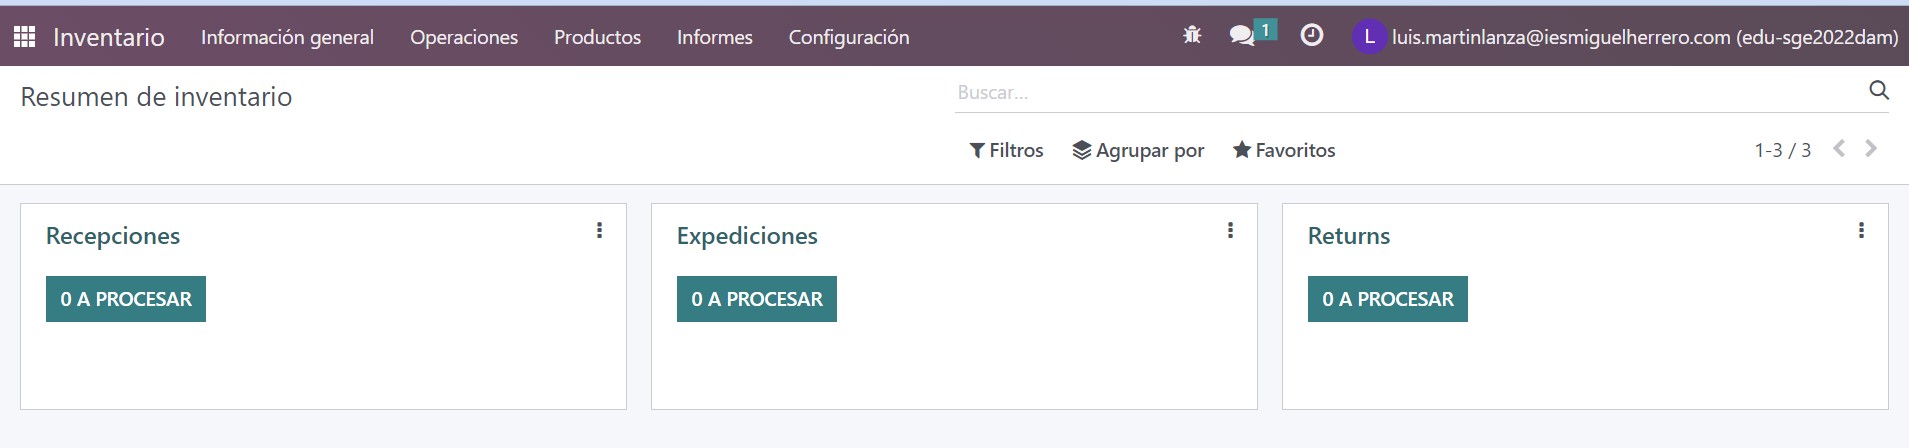 Inventario Información general Operaciones Productos Informes Configuración 1 L luis.martinlanza@iesmiguelherrero.com (edu-sge2022dam)
Resumen de inventario Buscar...
Filtros Agrupar por Favoritos 1-3 / 3
Recepciones Expediciones Returns
0 A PROCESAR 0 A PROCESAR 0 A PROCESAR